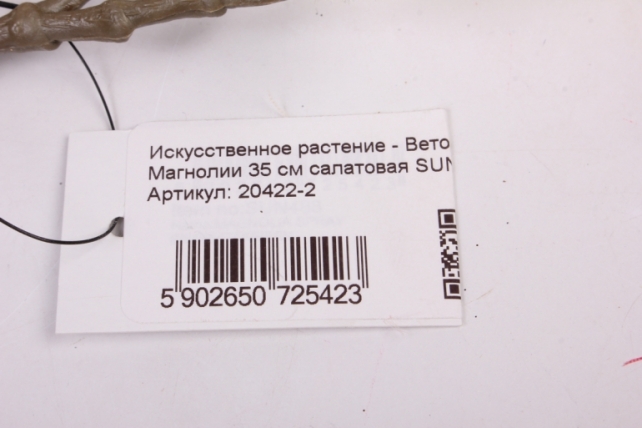 Искусственное растение - Вето
Магнолии 35 см салатовая SUN
Артикул: 20422-2
5 902650 725423